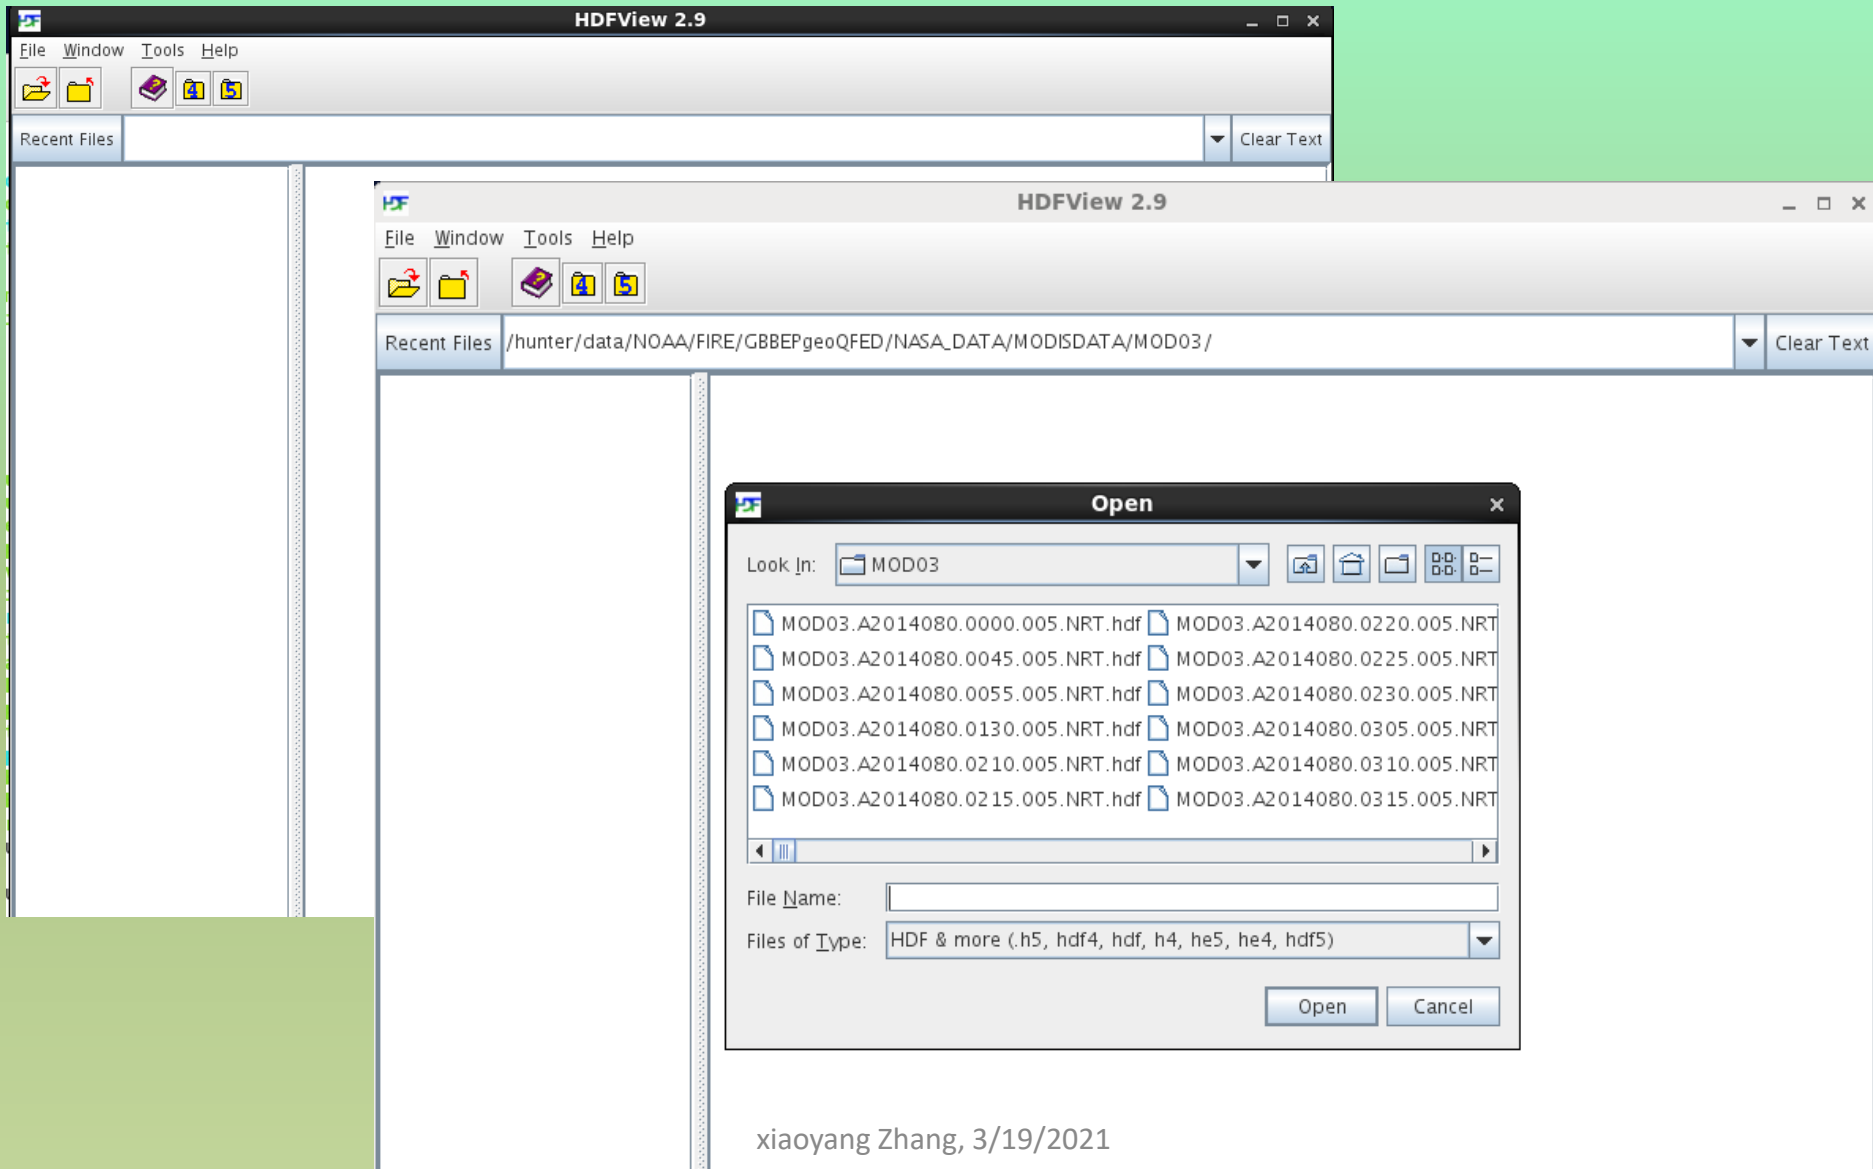 HDFView 2.9
File Window Tools Help
4 5
Recent Files Clear Text
HDFView 2.9
File Window Tools Help
4 5
Recent Files /hunter/data/NOAA/FIRE/GBBEPgeoQFED/NASA_DATA/MODISDATA/MOD03/ Clear Text
Open
Look In: MOD03
MOD03.A2014080.0000.005.NRT.hdf MOD03.A2014080.0220.005.NRT
MOD03.A2014080.0045.005.NRT.hdf MOD03.A2014080.0225.005.NRT
MOD03.A2014080.0055.005.NRT.hdf MOD03.A2014080.0230.005.NRT
MOD03.A2014080.0130.005.NRT.hdf MOD03.A2014080.0305.005.NRT
MOD03.A2014080.0210.005.NRT.hdf MOD03.A2014080.0310.005.NRT
MOD03.A2014080.0215.005.NRT.hdf MOD03.A2014080.0315.005.NRT
File Name:
Files of Type: HDF & more (.h5, hdf4, hdf, h4, he5, he4, hdf5)
Open Cancel
xiaoyang Zhang, 3/19/2021